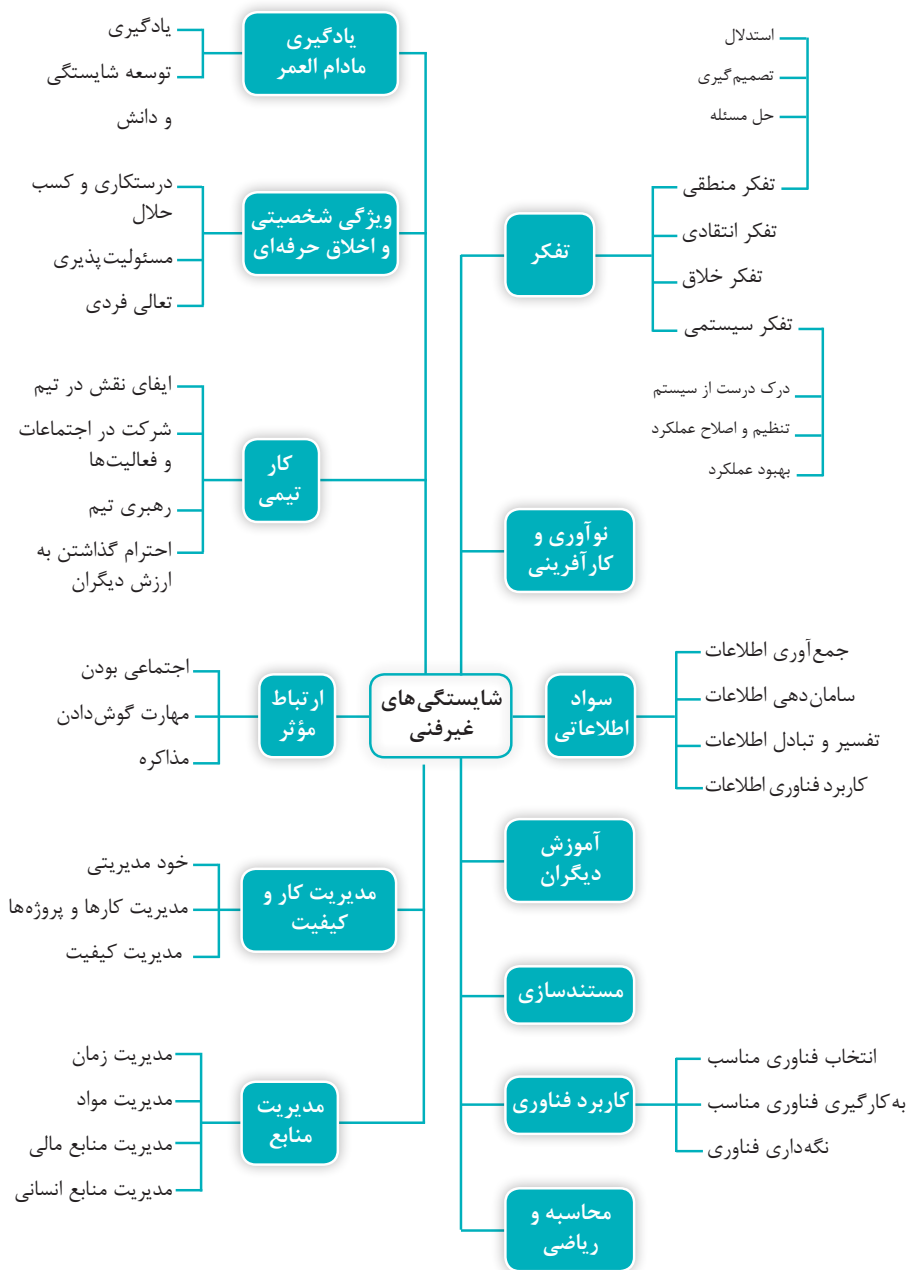 شایستگی‌های
غیرفنی
تفکر
استدلال
تصمیم‌گیری
حل مسئله
تفکر منطقی
تفکر انتقادی
تفکر خلاق
تفکر سیستمی
درک درست از سیستم
تنظیم و اصلاح عملکرد
بهبود عملکرد
نوآوری و
کارآفرینی
سواد
اطلاعاتی
جمع‌آوری اطلاعات
سامان‌دهی اطلاعات
تفسیر و تبادل اطلاعات
کاربرد فناوری اطلاعات
آموزش
دیگران
مستندسازی
کاربرد فناوری
انتخاب فناوری مناسب
به‌کارگیری فناوری مناسب
نگه‌داری فناوری
محاسبه و
ریاضی
یادگیری
مادام العمر
یادگیری
توسعه شایستگی
و دانش
ویژگی شخصیتی
و اخلاق حرفه‌ای
درستکاری و کسب
حلال
مسئولیت‌پذیری
تعالی فردی
کار
تیمی
ایفای نقش در تیم
شرکت در اجتماعات
و فعالیت‌ها
رهبری تیم
احترام گذاشتن به
ارزش دیگران
ارتباط
مؤثر
اجتماعی بودن
مهارت گوش‌دادن
مذاکره
مدیریت کار و
کیفیت
خود مدیریتی
مدیریت کارها و پروژه‌ها
مدیریت کیفیت
مدیریت
منابع
مدیریت زمان
مدیریت مواد
مدیریت منابع مالی
مدیریت منابع انسانی